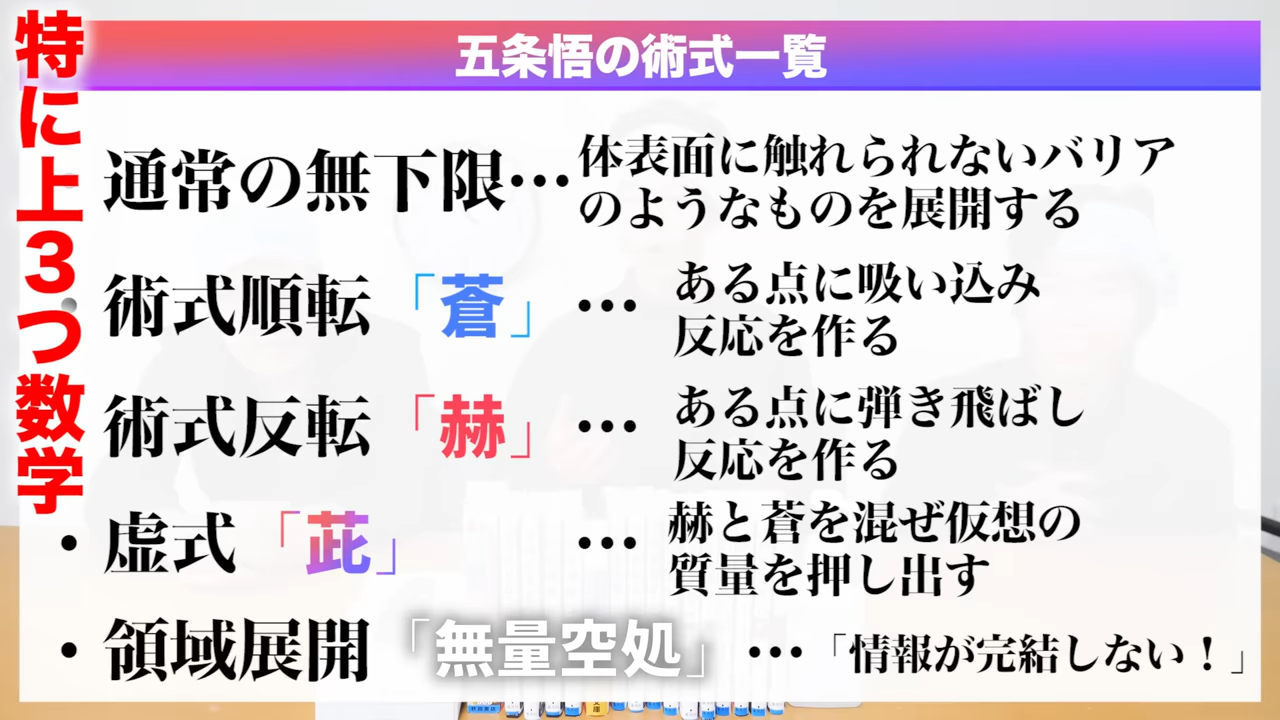 五条悟の術式一覧
特に上３つ数学
通常の無下限…体表面に触れられないバリア
のようなものを展開する
術式順転「蒼」…ある点に吸い込み
反応を作る
術式反転「赫」…ある点に弾き飛ばし
反応を作る
・虚式「茈」…赫と蒼を混ぜ仮想の
質量を押し出す
・領域展開「無量空処」…「情報が完結しない！」